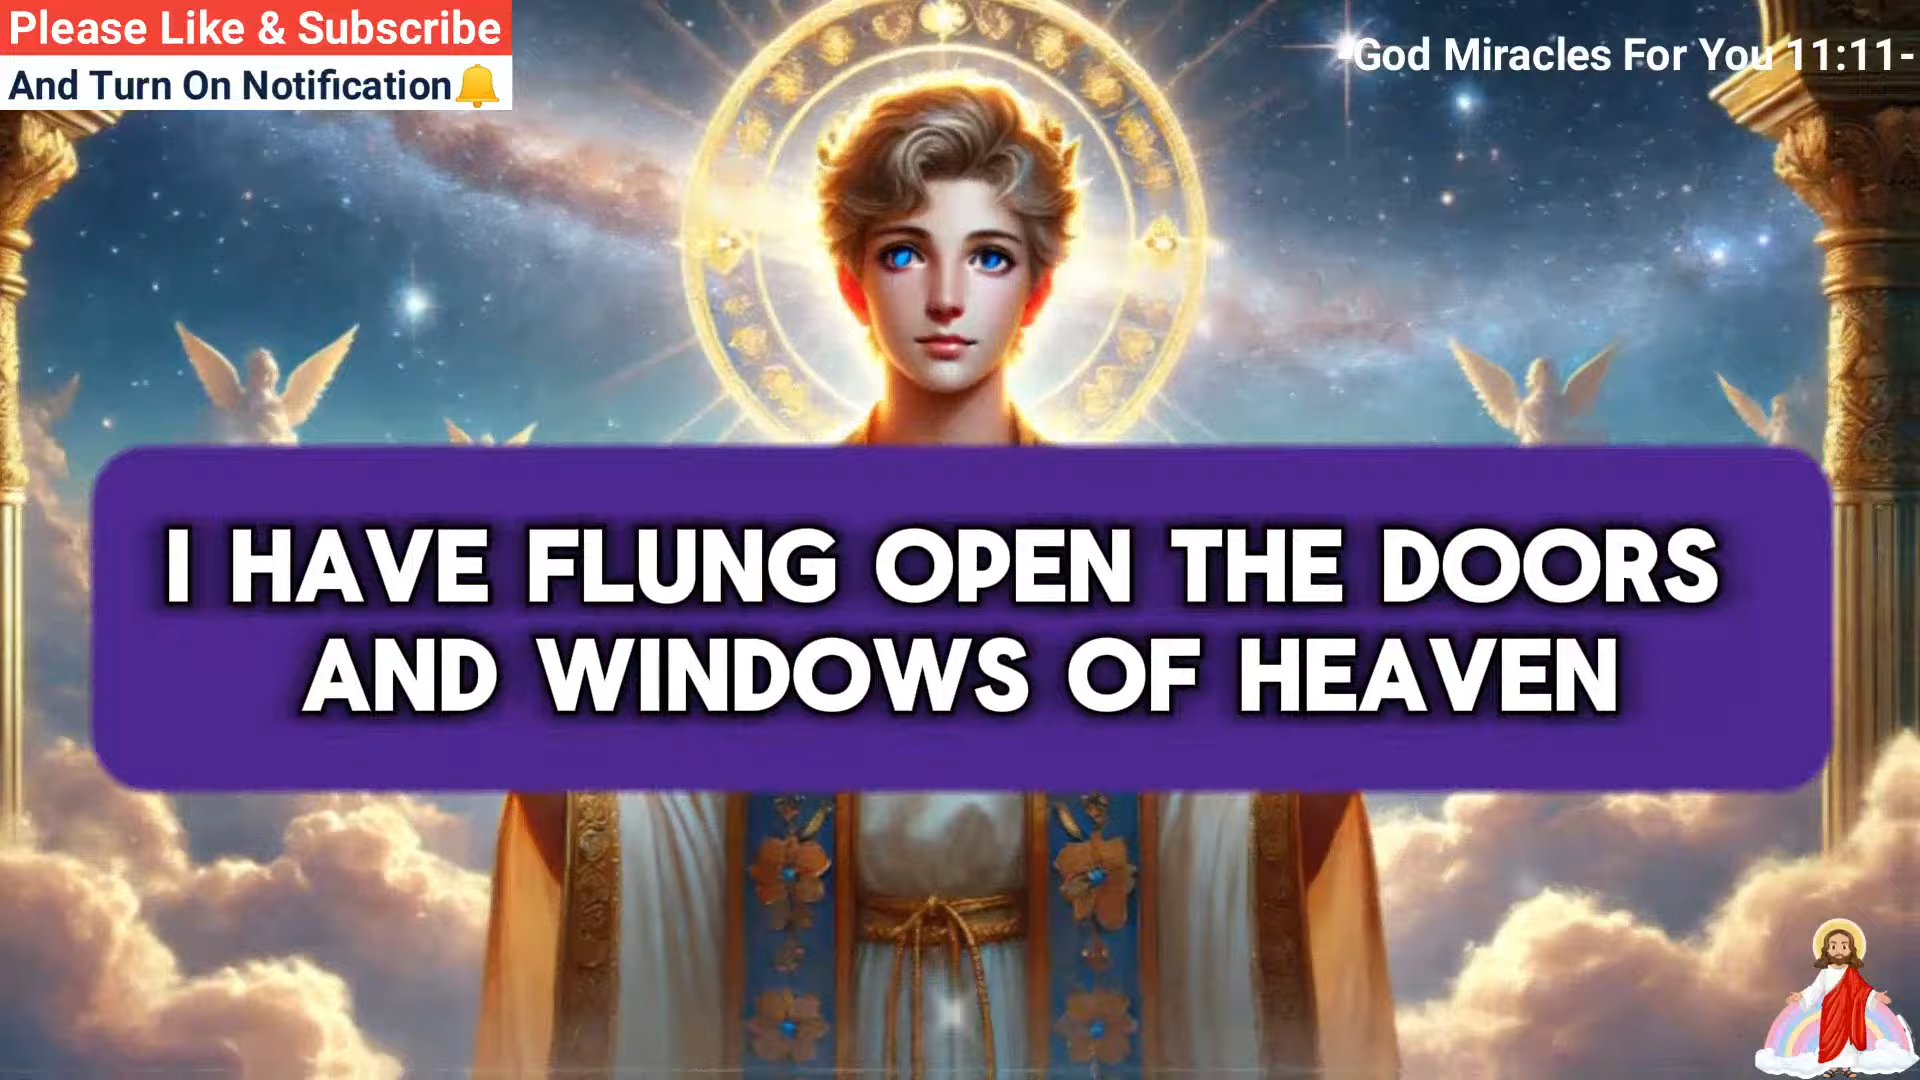 Please Like & Subscribe
And Turn On Notification🔔
-God Miracles For You 11:11-
I HAVE FLUNG OPEN THE DOORS
AND WINDOWS OF HEAVEN